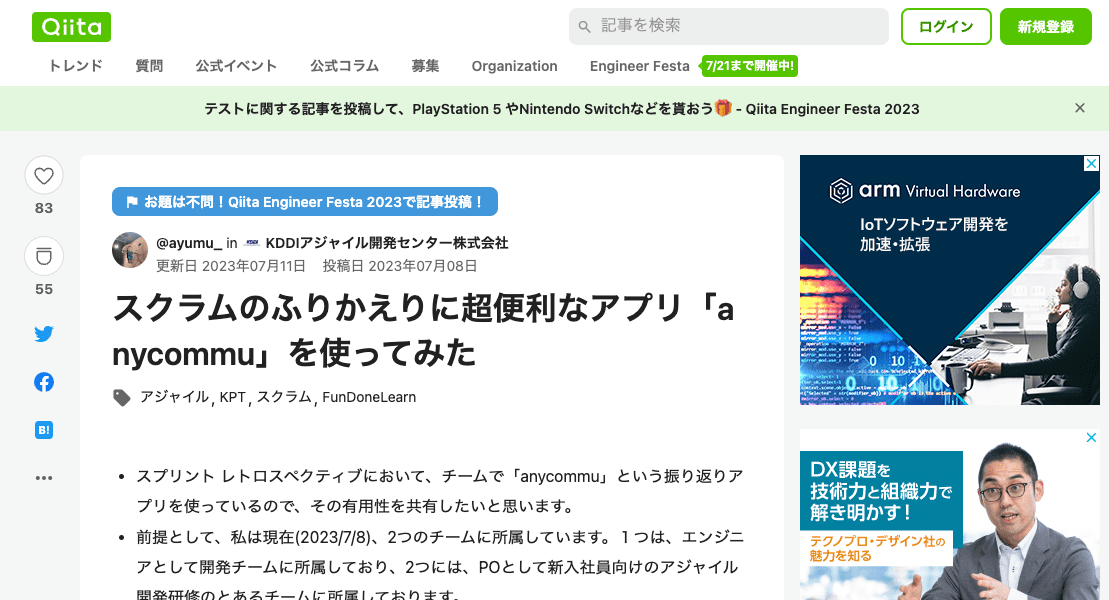 Qiita
記事を検索
ログイン
新規登録
トレンド
質問
公式イベント
公式コラム
募集
Organization
Engineer Festa
7/21まで開催中!
テストに関する記事を投稿して、PlayStation 5 やNintendo Switchなどを貰おう🎁 - Qiita Engineer Festa 2023
83
55
B!
お題は不問！Qiita Engineer Festa 2023で記事投稿！
@ayumu_ in KDDI KDDIアジャイル開発センター株式会社
更新日 2023年07月11日 投稿日 2023年07月08日
スクラムのふりかえりに超便利なアプリ「a
nycommu」を使ってみた
アジャイル, KPT, スクラム, FunDoneLearn
スプリント レトロスペクティブにおいて、チームで「anycommu」という振り返りア
プリを使っているので、その有用性を共有したいと思います。
前提として、私は現在(2023/7/8)、2つのチームに所属しています。１つは、エンジニ
アとして開発チームに所属しており、2つには、POとして新入社員向けのアジャイル
開発研修のとあるチームに所属しております。
arm Virtual Hardware
IoTソフトウェア開発を
加速・拡張
DX課題を
技術力と組織力で
解き明かす！
テクノプロ・デザイン社の
魅力を知る